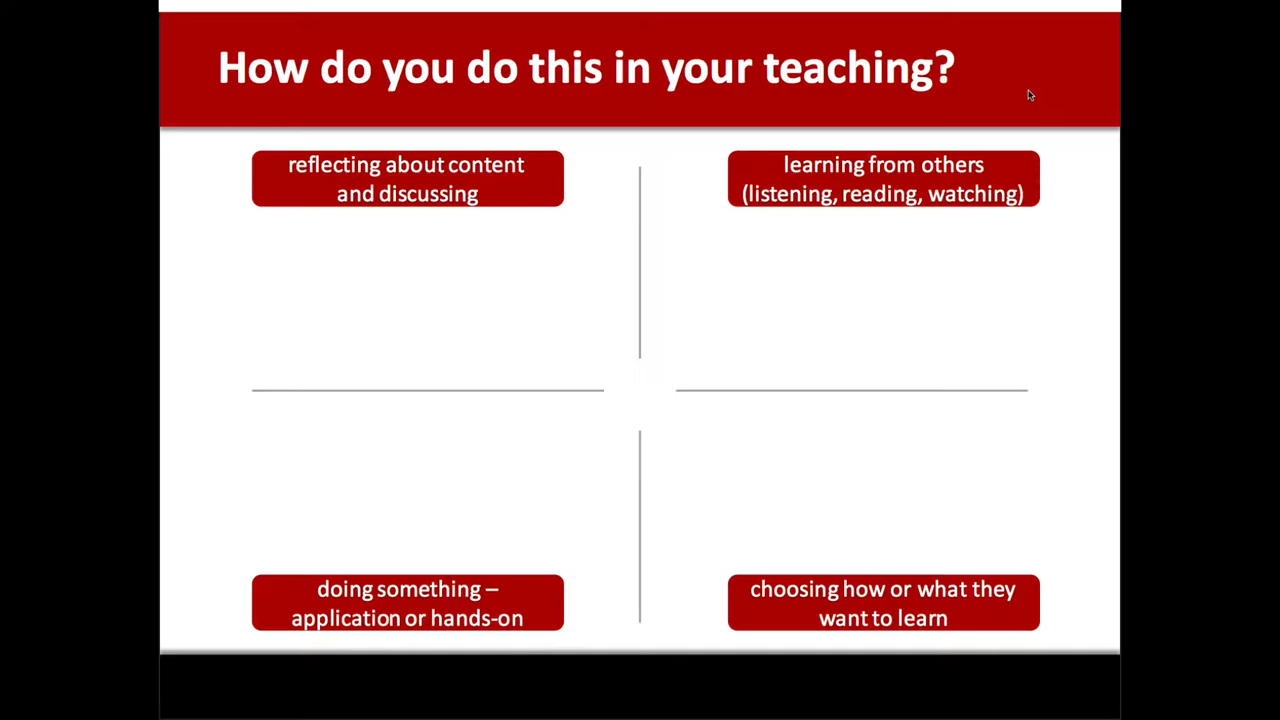 How do you do this in your teaching?
reflecting about content
and discussing
learning from others
(listening, reading, watching)
doing something –
application or hands-on
choosing how or what they
want to learn